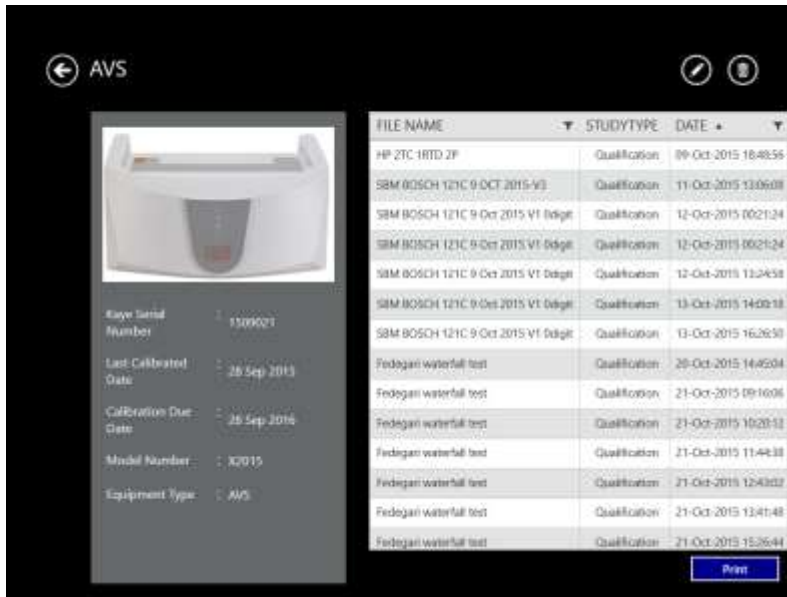 AVS
Kaye Serial Number : 1509021
Last Calibrated Date : 28 Sep 2015
Calibration Due Date : 28 Sep 2016
Model Number : X2015
Equipment Type : AVS
FILE NAME STUDYTYPE DATE
HP 2TC 1RTD 2P Qualification 09-Oct-2015 18:48:56
SBM BOSCH 121C 9 OCT 2015-V3 Qualification 11-Oct-2015 13:06:08
SBM BOSCH 121C 9 Oct 2015 V1 0digit Qualification 12-Oct-2015 00:21:24
SBM BOSCH 121C 9 Oct 2015 V1 0digit Qualification 12-Oct-2015 00:21:24
SBM BOSCH 121C 9 Oct 2015 V1 0digit Qualification 12-Oct-2015 13:24:58
SBM BOSCH 121C 9 Oct 2015 V1 0digit Qualification 13-Oct-2015 14:00:18
SBM BOSCH 121C 9 Oct 2015 V1 0digit Qualification 13-Oct-2015 16:26:50
Fedegari waterfall test Qualification 20-Oct-2015 14:45:04
Fedegari waterfall test Qualification 21-Oct-2015 09:16:06
Fedegari waterfall test Qualification 21-Oct-2015 10:20:12
Fedegari waterfall test Qualification 21-Oct-2015 11:44:38
Fedegari waterfall test Qualification 21-Oct-2015 12:43:02
Fedegari waterfall test Qualification 21-Oct-2015 13:41:48
Fedegari waterfall test Qualification 21-Oct-2015 15:26:44
Print